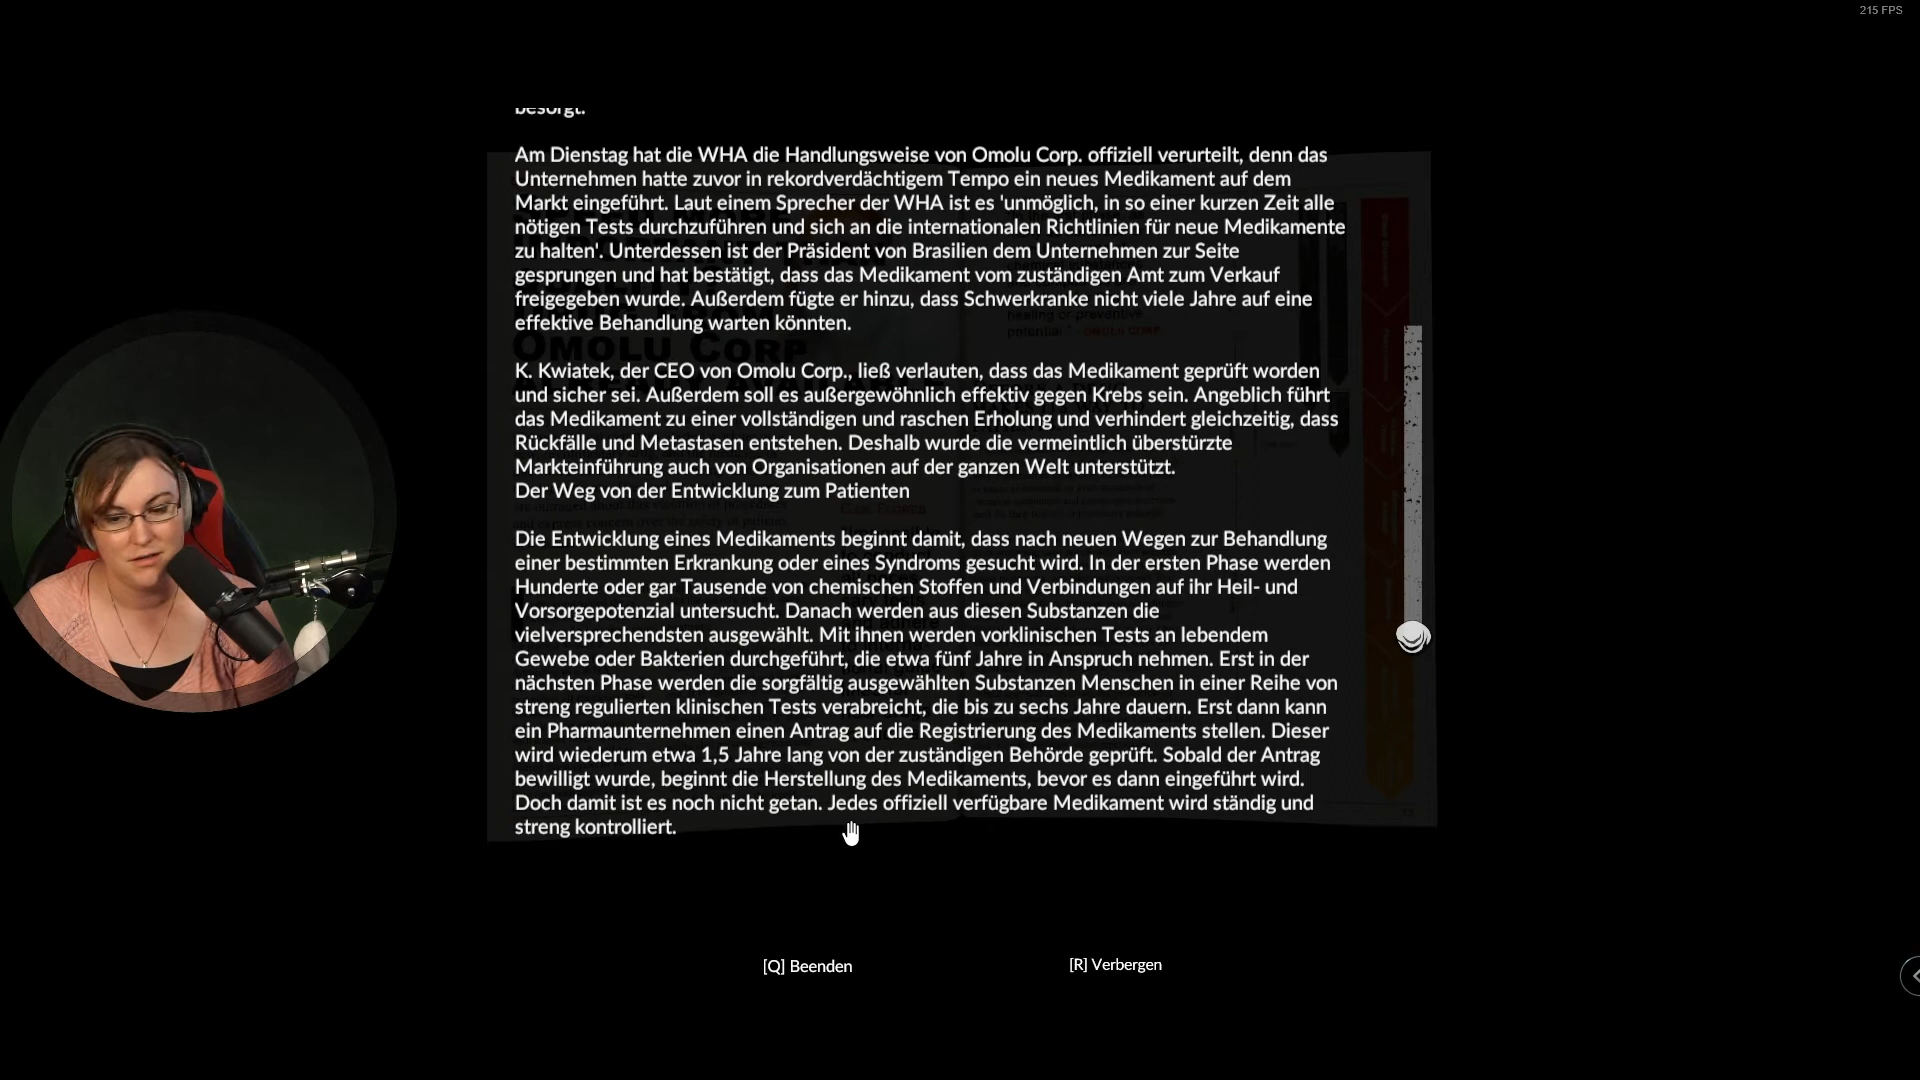 215 FPS
besorgt.
Am Dienstag hat die WHA die Handlungsweise von Omolu Corp. offiziell verurteilt, denn das
Unternehmen hatte zuvor in rekordverdächtigem Tempo ein neues Medikament auf dem
Markt eingeführt. Laut einem Sprecher der WHA ist es 'unmöglich, in so einer kurzen Zeit alle
nötigen Tests durchzuführen und sich an die internationalen Richtlinien für neue Medikamente
zu halten'. Unterdessen ist der Präsident von Brasilien dem Unternehmen zur Seite
gesprungen und hat bestätigt, dass das Medikament vom zuständigen Amt zum Verkauf
freigegeben wurde. Außerdem fügte er hinzu, dass Schwerkranke nicht viele Jahre auf eine
effektive Behandlung warten könnten.
K. Kwiatek, der CEO von Omolu Corp., ließ verlauten, dass das Medikament geprüft worden
und sicher sei. Außerdem soll es außergewöhnlich effektiv gegen Krebs sein. Angeblich führt
das Medikament zu einer vollständigen und raschen Erholung und verhindert gleichzeitig, dass
Rückfälle und Metastasen entstehen. Deshalb wurde die vermeintlich überstürzte
Markteinführung auch von Organisationen auf der ganzen Welt unterstützt.
Der Weg von der Entwicklung zum Patienten
Die Entwicklung eines Medikaments beginnt damit, dass nach neuen Wegen zur Behandlung
einer bestimmten Erkrankung oder eines Syndroms gesucht wird. In der ersten Phase werden
Hunderte oder gar Tausende von chemischen Stoffen und Verbindungen auf ihr Heil- und
Vorsorgepotenzial untersucht. Danach werden aus diesen Substanzen die
vielversprechendsten ausgewählt. Mit ihnen werden vorklinischen Tests an lebendem
Gewebe oder Bakterien durchgeführt, die etwa fünf Jahre in Anspruch nehmen. Erst in der
nächsten Phase werden die sorgfältig ausgewählten Substanzen Menschen in einer Reihe von
streng regulierten klinischen Tests verabreicht, die bis zu sechs Jahre dauern. Erst dann kann
ein Pharmaunternehmen einen Antrag auf die Registrierung des Medikaments stellen. Dieser
wird wiederum etwa 1,5 Jahre lang von der zuständigen Behörde geprüft. Sobald der Antrag
bewilligt wurde, beginnt die Herstellung des Medikaments, bevor es dann eingeführt wird.
Doch damit ist es noch nicht getan. Jedes offiziell verfügbare Medikament wird ständig und
streng kontrolliert.
OMOLU CORP
healing or preventive
potential." - OMOLU CORP
[Q] Beenden
[R] Verbergen